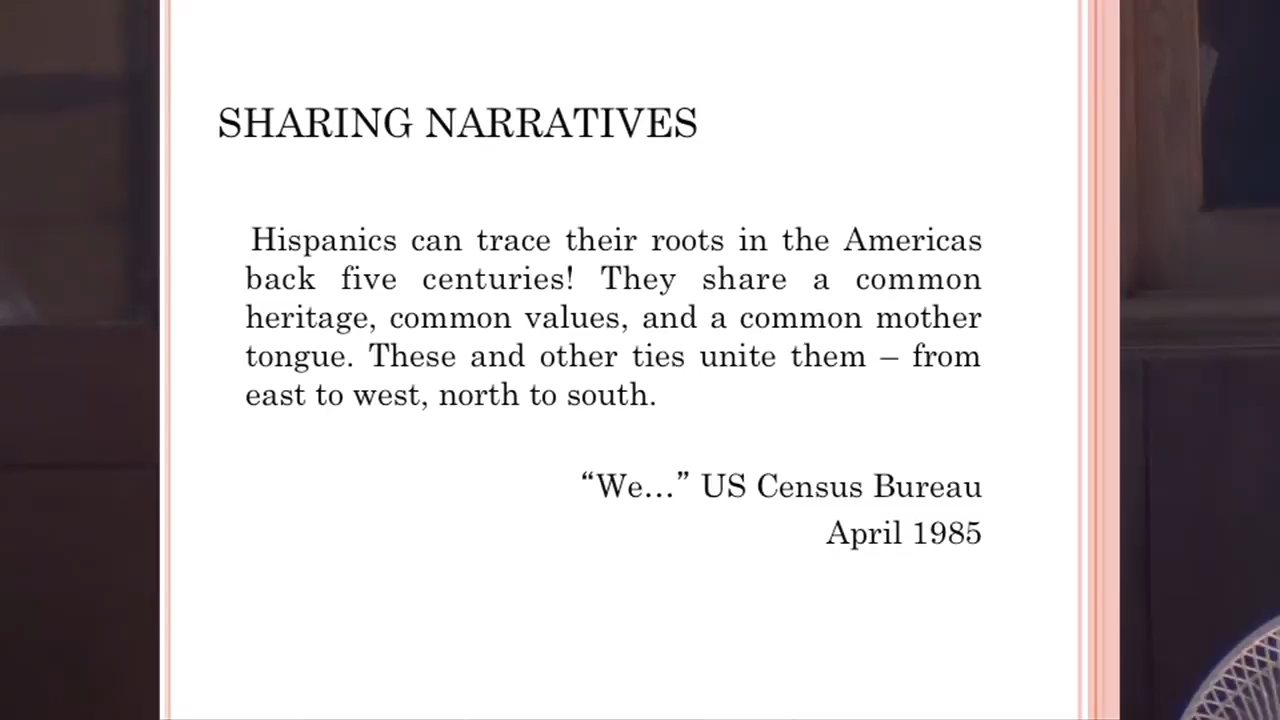 SHARING NARRATIVES
Hispanics can trace their roots in the Americas
back five centuries! They share a common
heritage, common values, and a common mother
tongue. These and other ties unite them – from
east to west, north to south.
“We...” US Census Bureau
April 1985